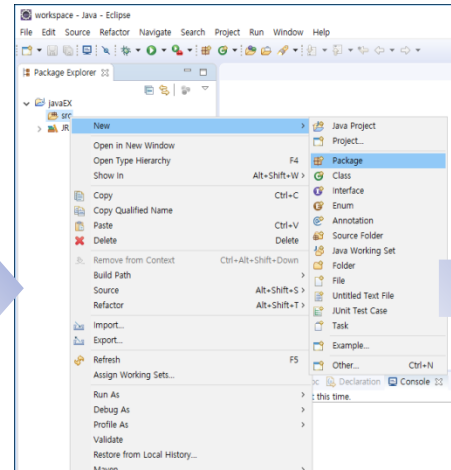 workspace - Java - Eclipse
File Edit Source Refactor Navigate Search Project Run Window Help
Package Explorer
javaEX
src
JR
New
Open in New Window
Open Type Hierarchy F4
Show In Alt+Shift+W >
Copy Ctrl+C
Copy Qualified Name
Paste Ctrl+V
Delete Delete
Remove from Context Ctrl+Alt+Shift+Down
Build Path >
Source Alt+Shift+S >
Refactor Alt+Shift+T >
Import...
Export...
Refresh F5
Assign Working Sets...
Run As >
Debug As >
Profile As >
Validate
Restore from Local History...
Maven
Java Project
Project...
Package
Class
Interface
Enum
Annotation
Source Folder
Java Working Set
Folder
File
Untitled Text File
JUnit Test Case
Task
Example...
Other... Ctrl+N
oc Declaration Console
t this time.